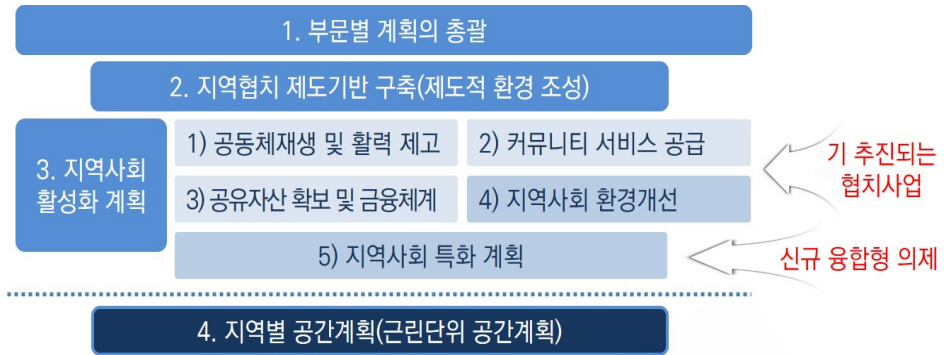 1. 부문별 계획의 총괄
2. 지역협치 제도기반 구축(제도적 환경 조성)
3. 지역사회
활성화 계획
1) 공동체재생 및 활력 제고
2) 커뮤니티 서비스 공급
3) 공유자산 확보 및 금융체계
4) 지역사회 환경개선
5) 지역사회 특화 계획
기 추진되는
협치사업
신규 융합형 의제
4. 지역별 공간계획(근린단위 공간계획)